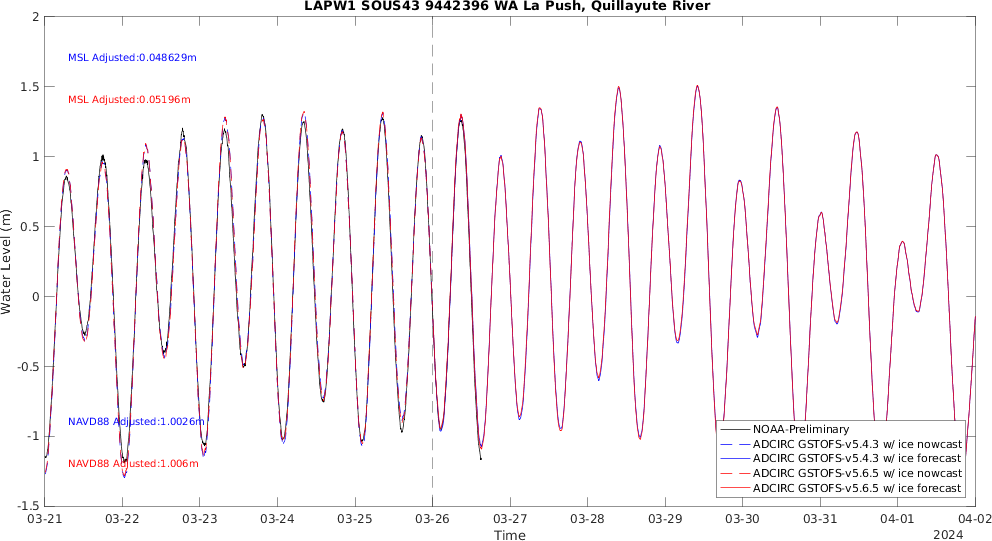 LAPW1 SOUS43 9442396 WA La Push, Quillayute River
2
1.5
1
0.5
0
-0.5
-1
-1.5
Water Level (m)
MSL Adjusted:0.048629m
MSL Adjusted:0.05196m
NAVD88 Adjusted:1.0026m
NAVD88 Adjusted:1.006m
NOAA-Preliminary
ADCIRC GSTOFS-v5.4.3 w/ ice nowcast
ADCIRC GSTOFS-v5.4.3 w/ ice forecast
ADCIRC GSTOFS-v5.6.5 w/ ice nowcast
ADCIRC GSTOFS-v5.6.5 w/ ice forecast
03-21 03-22 03-23 03-24 03-25 03-26 03-27 03-28 03-29 03-30 03-31 04-01 04-02
Time
2024